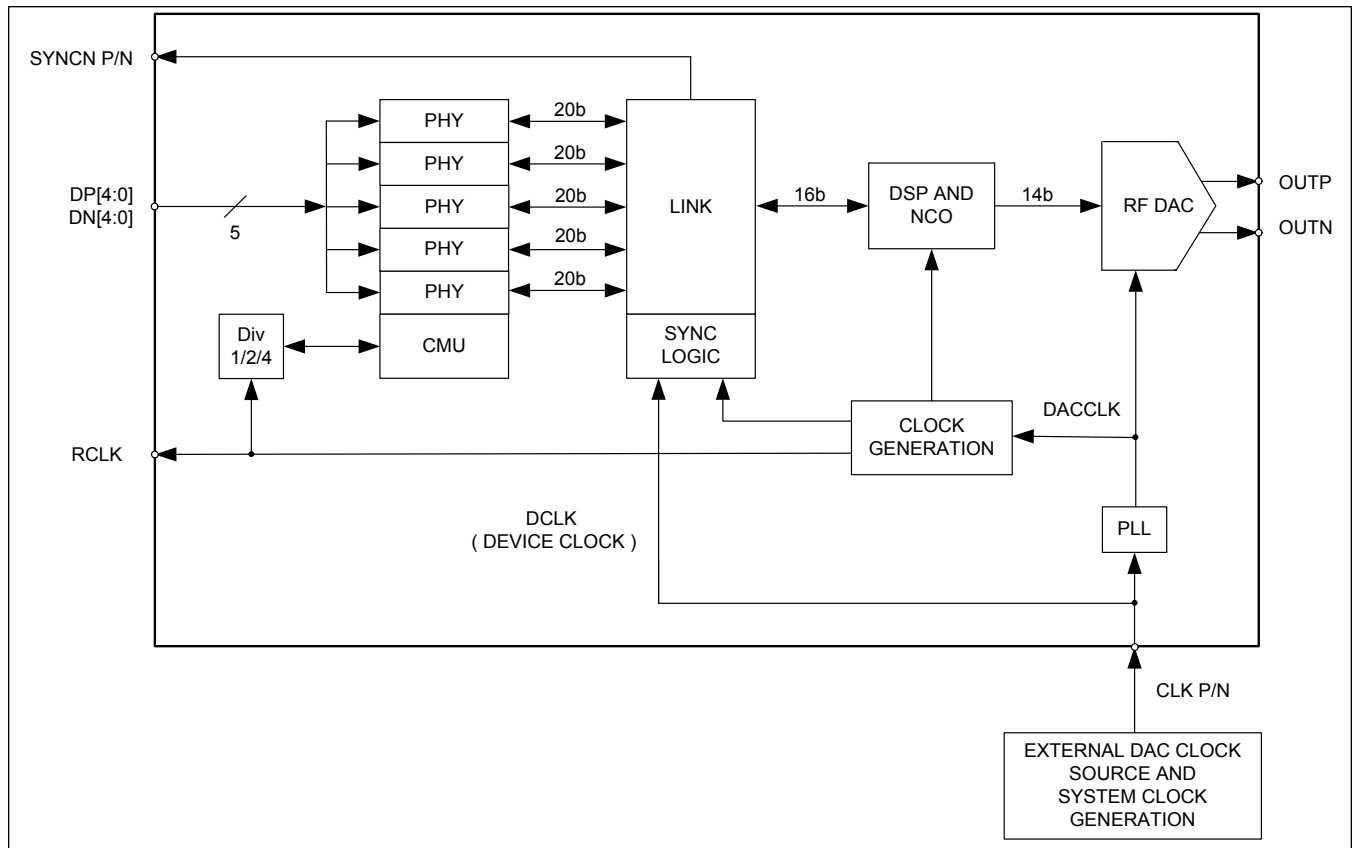 SYNCN P/N
DP[4:0]
DN[4:0]
5
PHY
PHY
PHY
PHY
PHY
CMU
20b
20b
20b
20b
20b
LINK
SYNC
LOGIC
16b
DSP AND
NCO
14b
RF DAC
OUTP
OUTN
Div
1/2/4
RCLK
CLOCK
GENERATION
DACCLK
DCLK
( DEVICE CLOCK )
PLL
CLK P/N
EXTERNAL DAC CLOCK
SOURCE AND
SYSTEM CLOCK
GENERATION